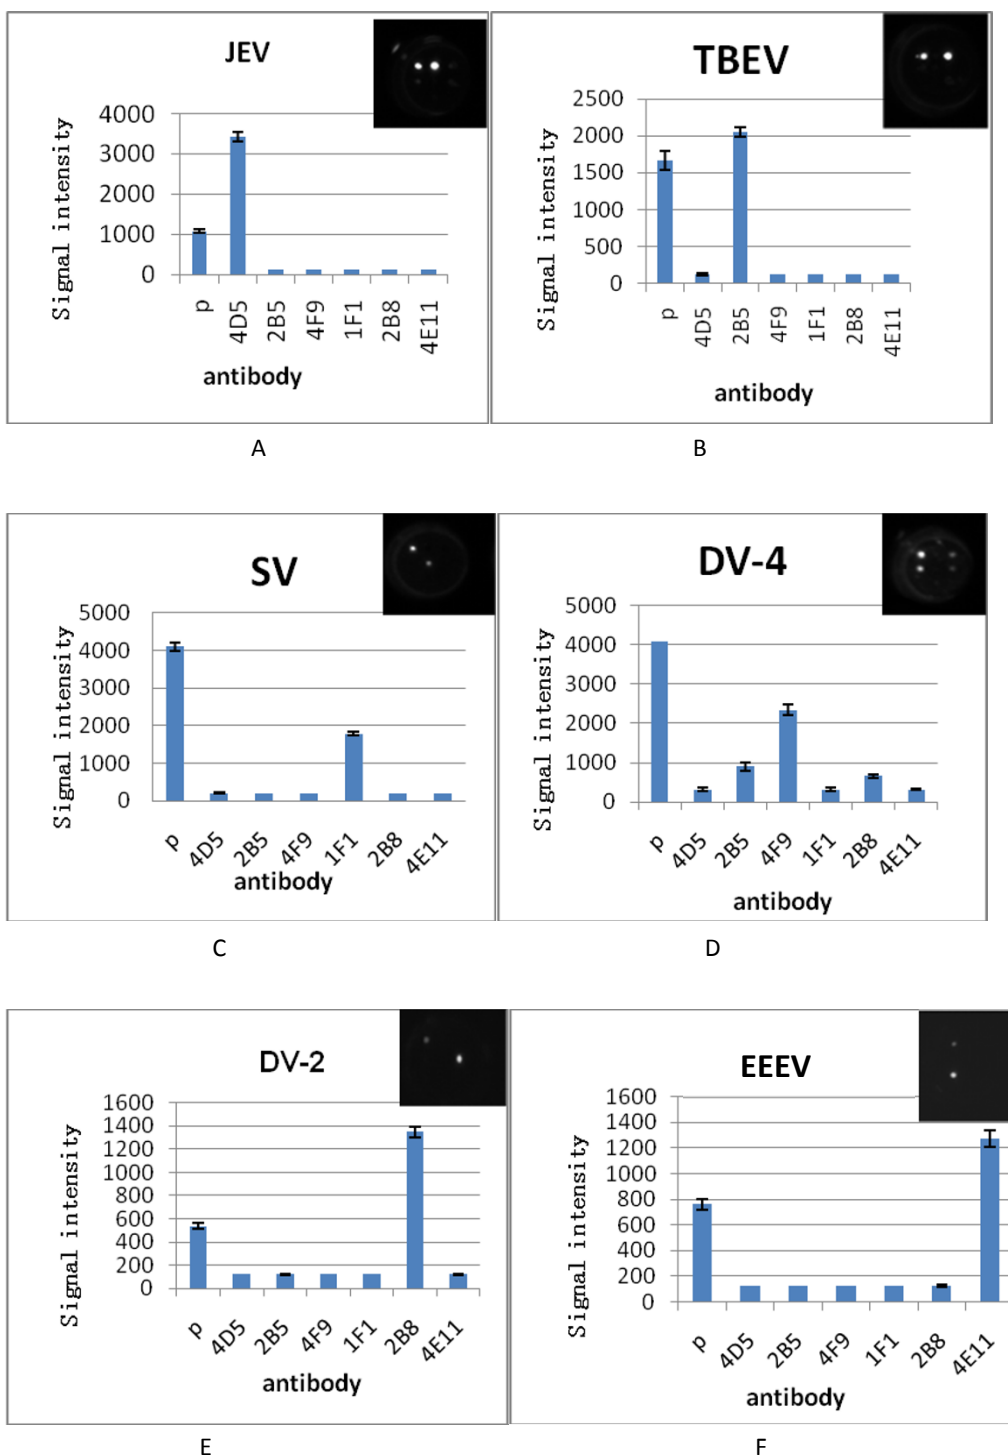 JEV
Signal intensity
4000
3000
2000
1000
0
p 4D5 2B5 4F9 1F1 2B8 4E11
antibody
A
TBEV
Signal intensity
2500
2000
1500
1000
500
0
p 4D5 2B5 4F9 1F1 2B8 4E11
antibody
B
SV
Signal intensity
5000
4000
3000
2000
1000
0
p 4D5 2B5 4F9 1F1 2B8 4E11
antibody
C
DV-4
Signal intensity
5000
4000
3000
2000
1000
0
p 4D5 2B5 4F9 1F1 2B8 4E11
antibody
D
DV-2
Signal intensity
1600
1400
1200
1000
800
600
400
200
0
p 4D5 2B5 4F9 1F1 2B8 4E11
antibody
E
EEEV
Signal intensity
1600
1400
1200
1000
800
600
400
200
0
p 4D5 2B5 4F9 1F1 2B8 4E11
antibody
F